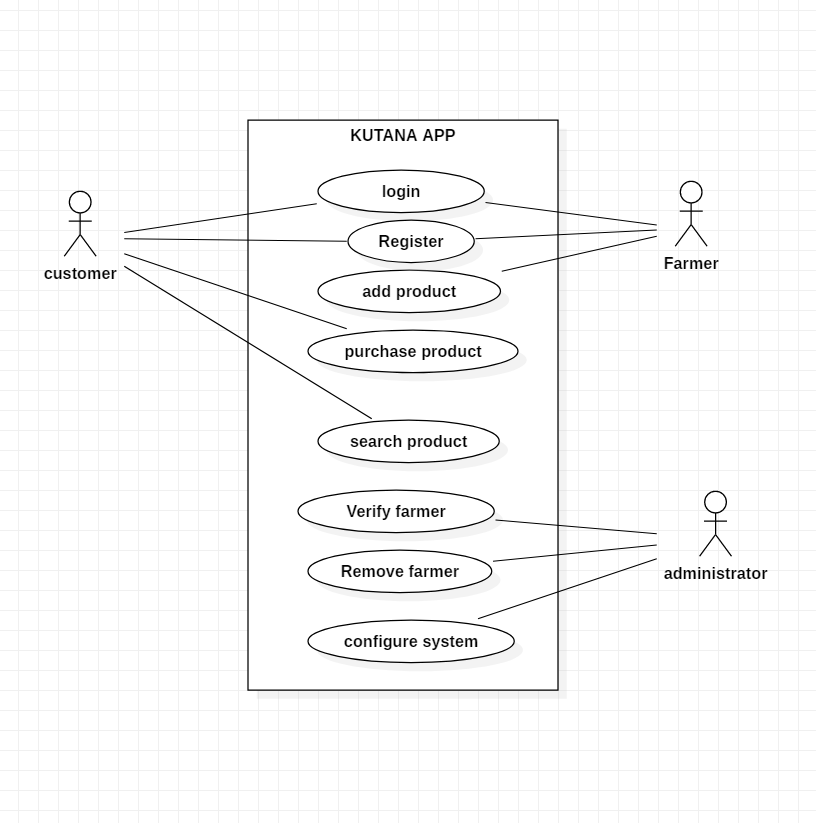 KUTANA APP
login
Register
add product
purchase product
search product
Verify farmer
Remove farmer
configure system
customer
Farmer
administrator